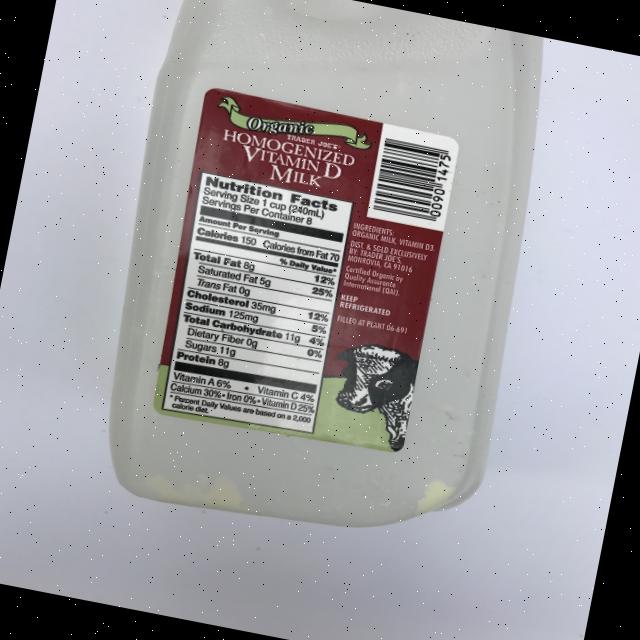 Organic
TRADER JOE'S
HOMOGENIZED
VITAMIN D
MILK
Nutrition Facts
Serving Size 1 cup (240mL)
Servings Per Container 8
Amount Per Serving
Calories 150 Calories from Fat 70
% Daily Value*
Total Fat 8g 12%
Saturated Fat 5g 25%
Trans Fat 0g
Cholesterol 35mg 12%
Sodium 125mg 5%
Total Carbohydrate 11g 4%
Dietary Fiber 0g 0%
Sugars 11g
Protein 8g
Vitamin A 6% • Vitamin C 4%
Calcium 30% • Iron 0% • Vitamin D 25%
* Percent Daily Values are based on a 2,000
calorie diet.
0090 1475
INGREDIENTS:
ORGANIC MILK, VITAMIN D3.
DIST. & SOLD EXCLUSIVELY
BY: TRADER JOE'S,
MONROVIA, CA 91016
Certified Organic by
Quality Assurance
International (QAI).
KEEP
REFRIGERATED
FILLED AT PLANT 06-691